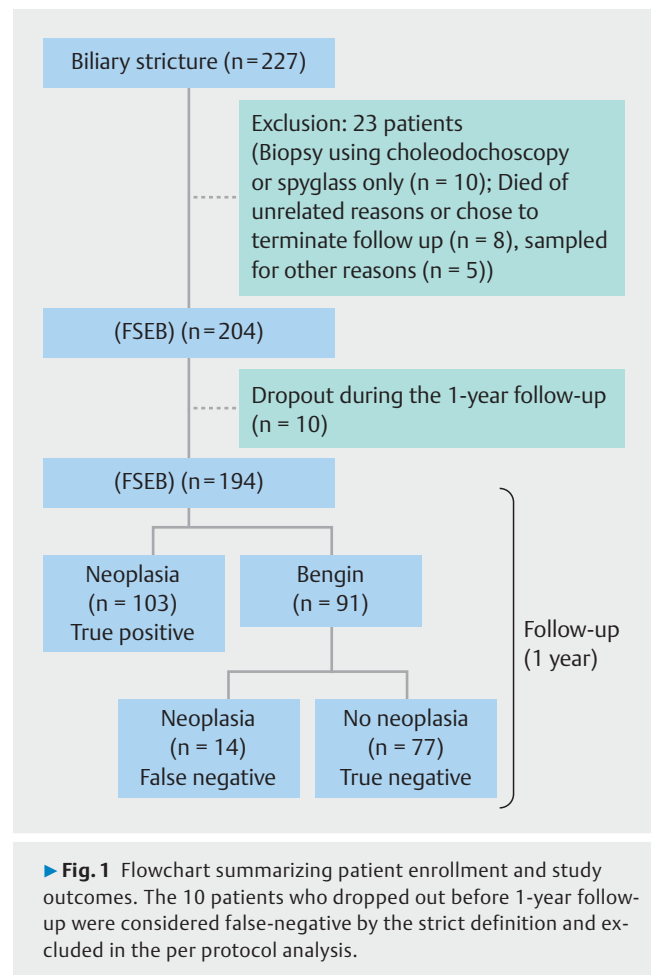 Biliary stricture (n=227)
Exclusion: 23 patients
(Biopsy using choleodochoscopy
or spyglass only (n = 10); Died of
unrelated reasons or chose to
terminate follow up (n = 8), sampled
for other reasons (n = 5))
(FSEB) (n=204)
Dropout during the 1-year follow-up
(n = 10)
(FSEB) (n=194)
Neoplasia
(n = 103)
True positive
Bengin
(n = 91)
Follow-up
(1 year)
Neoplasia
(n = 14)
False negative
No neoplasia
(n = 77)
True negative
▶ Fig. 1 Flowchart summarizing patient enrollment and study
outcomes. The 10 patients who dropped out before 1-year follow-
up were considered false-negative by the strict definition and ex-
cluded in the per protocol analysis.